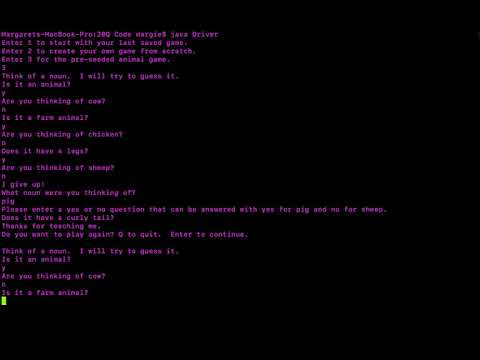 Margarets-MacBook-Pro:20Q Code margie$ java Driver
Enter 1 to start with your last saved game.
Enter 2 to create your own game from scratch.
Enter 3 for the pre-seeded animal game.
3
Think of a noun.  I will try to guess it.
Is it an animal?
y
Are you thinking of cow?
n
Is it a farm animal?
y
Are you thinking of chicken?
n
Does it have 4 legs?
y
Are you thinking of sheep?
n
I give up!
What noun were you thinking of?
pig
Please enter a yes or no question that can be answered with yes for pig and no for sheep.
Does it have a curly tail?
Thanks for teaching me.
Do you want to play again? Q to quit.  Enter to continue.
Think of a noun.  I will try to guess it.
Is it an animal?
y
Are you thinking of cow?
n
Is it a farm animal?